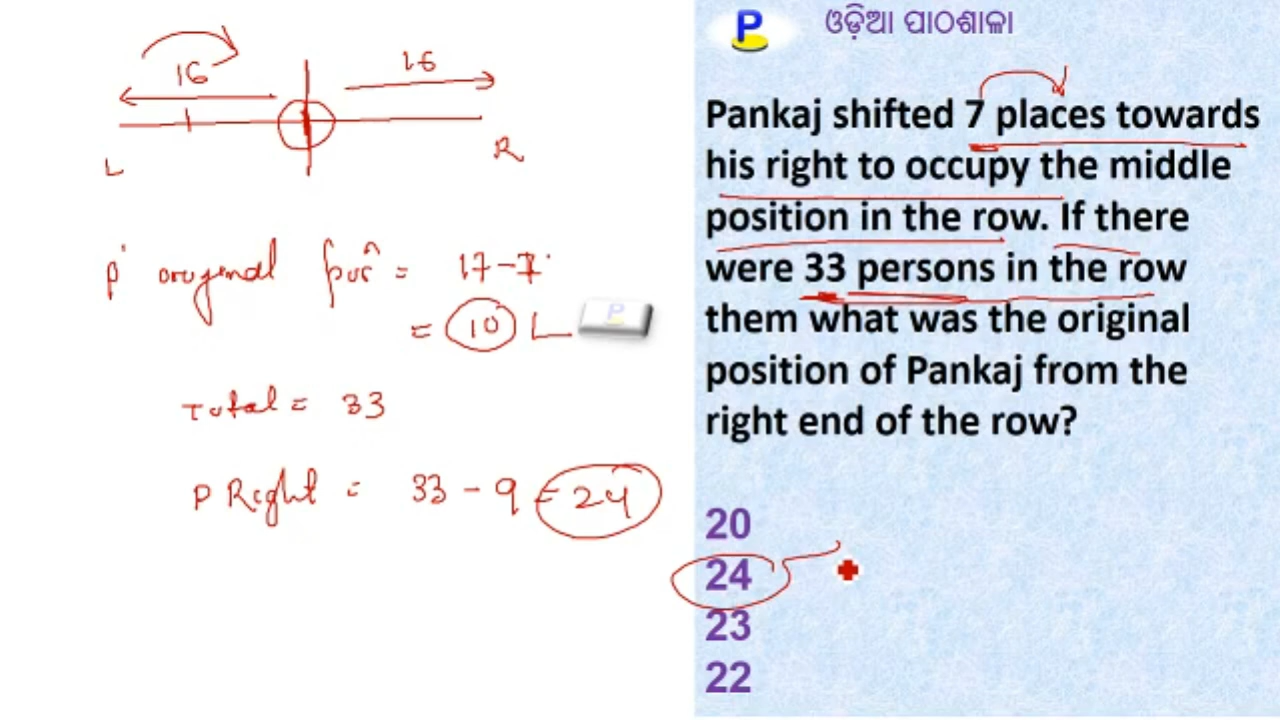 16
16
L
R
P original posn = 17-7
= 10 L
Total = 33
P Right = 33 - 9 = 24
P
P
ଓଡ଼ିଆ ପାଠଶାଳା
Pankaj shifted 7 places towards
his right to occupy the middle
position in the row. If there
were 33 persons in the row
them what was the original
position of Pankaj from the
right end of the row?
20
24
23
22